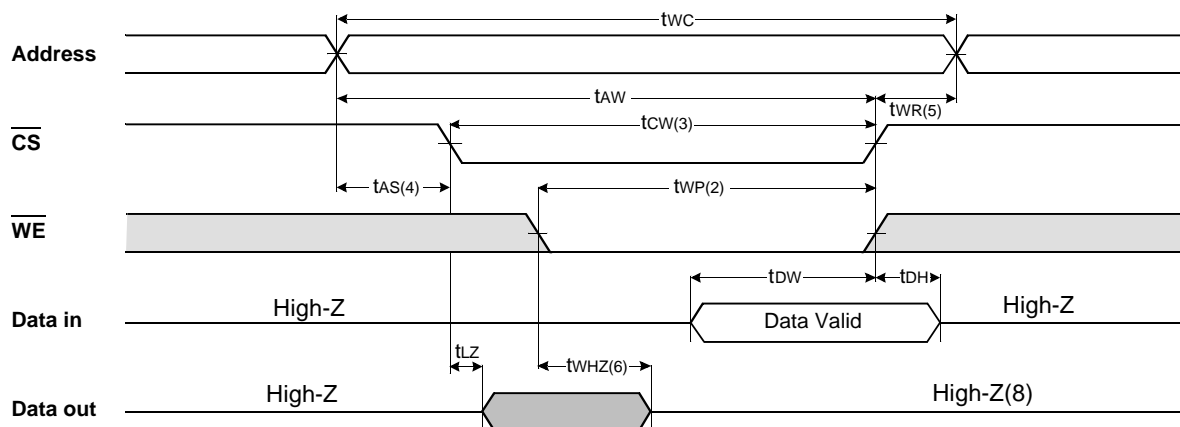 tWC
Address
tAW
tWR(5)
tCW(3)
CS
tAS(4)
tWP(2)
WE
tDW
tDH
High-Z
High-Z
Data in
Data Valid
tLZ
tWHZ(6)
High-Z
High-Z(8)
Data out